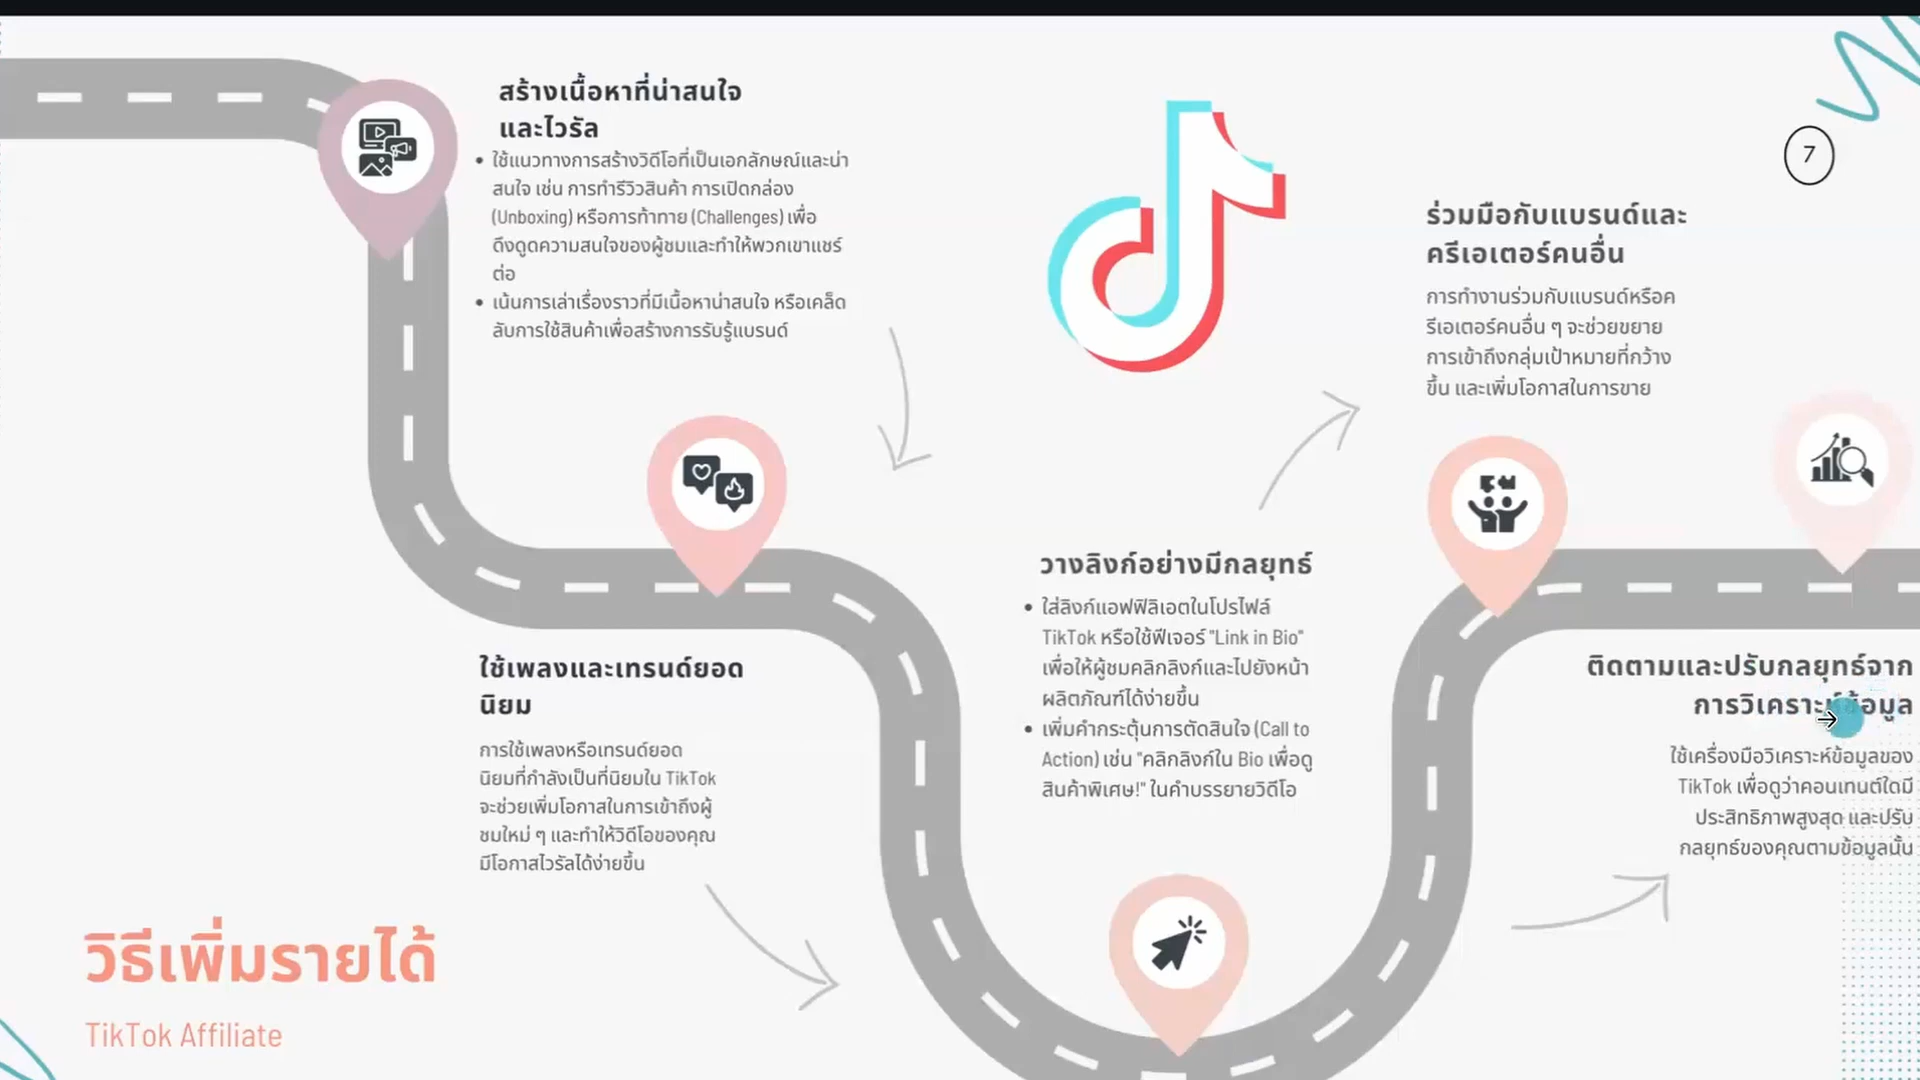 สร้างเนื้อหาที่น่าสนใจ
และไวรัล
• ใช้แนวทางการสร้างวิดีโอที่เป็นเอกลักษณ์และน่า
สนใจ เช่น การทำรีวิวสินค้า การเปิดกล่อง
(Unboxing) หรือการท้าทาย (Challenges) เพื่อ
ดึงดูดความสนใจของผู้ชมและทำให้พวกเขาแชร์
ต่อ
• เน้นการเล่าเรื่องราวที่มีเนื้อหาน่าสนใจ หรือเคล็ด
ลับการใช้สินค้าเพื่อสร้างการรับรู้แบรนด์
ใช้เพลงและเทรนด์ยอด
นิยม
การใช้เพลงหรือเทรนด์ยอด
นิยมที่กำลังเป็นที่นิยมใน TikTok
จะช่วยเพิ่มโอกาสในการเข้าถึงผู้
ชมใหม่ ๆ และทำให้วิดีโอของคุณ
มีโอกาสไวรัลได้ง่ายขึ้น
วางลิงก์อย่างมีกลยุทธ์
• ใส่ลิงก์แอฟฟิลิเอตในโปรไฟล์
TikTok หรือใช้ฟีเจอร์ "Link in Bio"
เพื่อให้ผู้ชมคลิกลิงก์และไปยังหน้า
ผลิตภัณฑ์ได้ง่ายขึ้น
• เพิ่มคำกระตุ้นการตัดสินใจ (Call to
Action) เช่น "คลิกลิงก์ใน Bio เพื่อดู
สินค้าพิเศษ!" ในคำบรรยายวิดีโอ
7
ร่วมมือกับแบรนด์และ
ครีเอเตอร์คนอื่น
การทำงานร่วมกับแบรนด์หรือค
รีเอเตอร์คนอื่น ๆ จะช่วยขยาย
การเข้าถึงกลุ่มเป้าหมายที่กว้าง
ขึ้น และเพิ่มโอกาสในการขาย
ติดตามและปรับกลยุทธ์จาก
การวิเคราะห์ข้อมูล
ใช้เครื่องมือวิเคราะห์ข้อมูลของ
TikTok เพื่อดูว่าคอนเทนต์ใดมี
ประสิทธิภาพสูงสุด และปรับ
กลยุทธ์ของคุณตามข้อมูลนั้น
วิธีเพิ่มรายได้
TikTok Affiliate